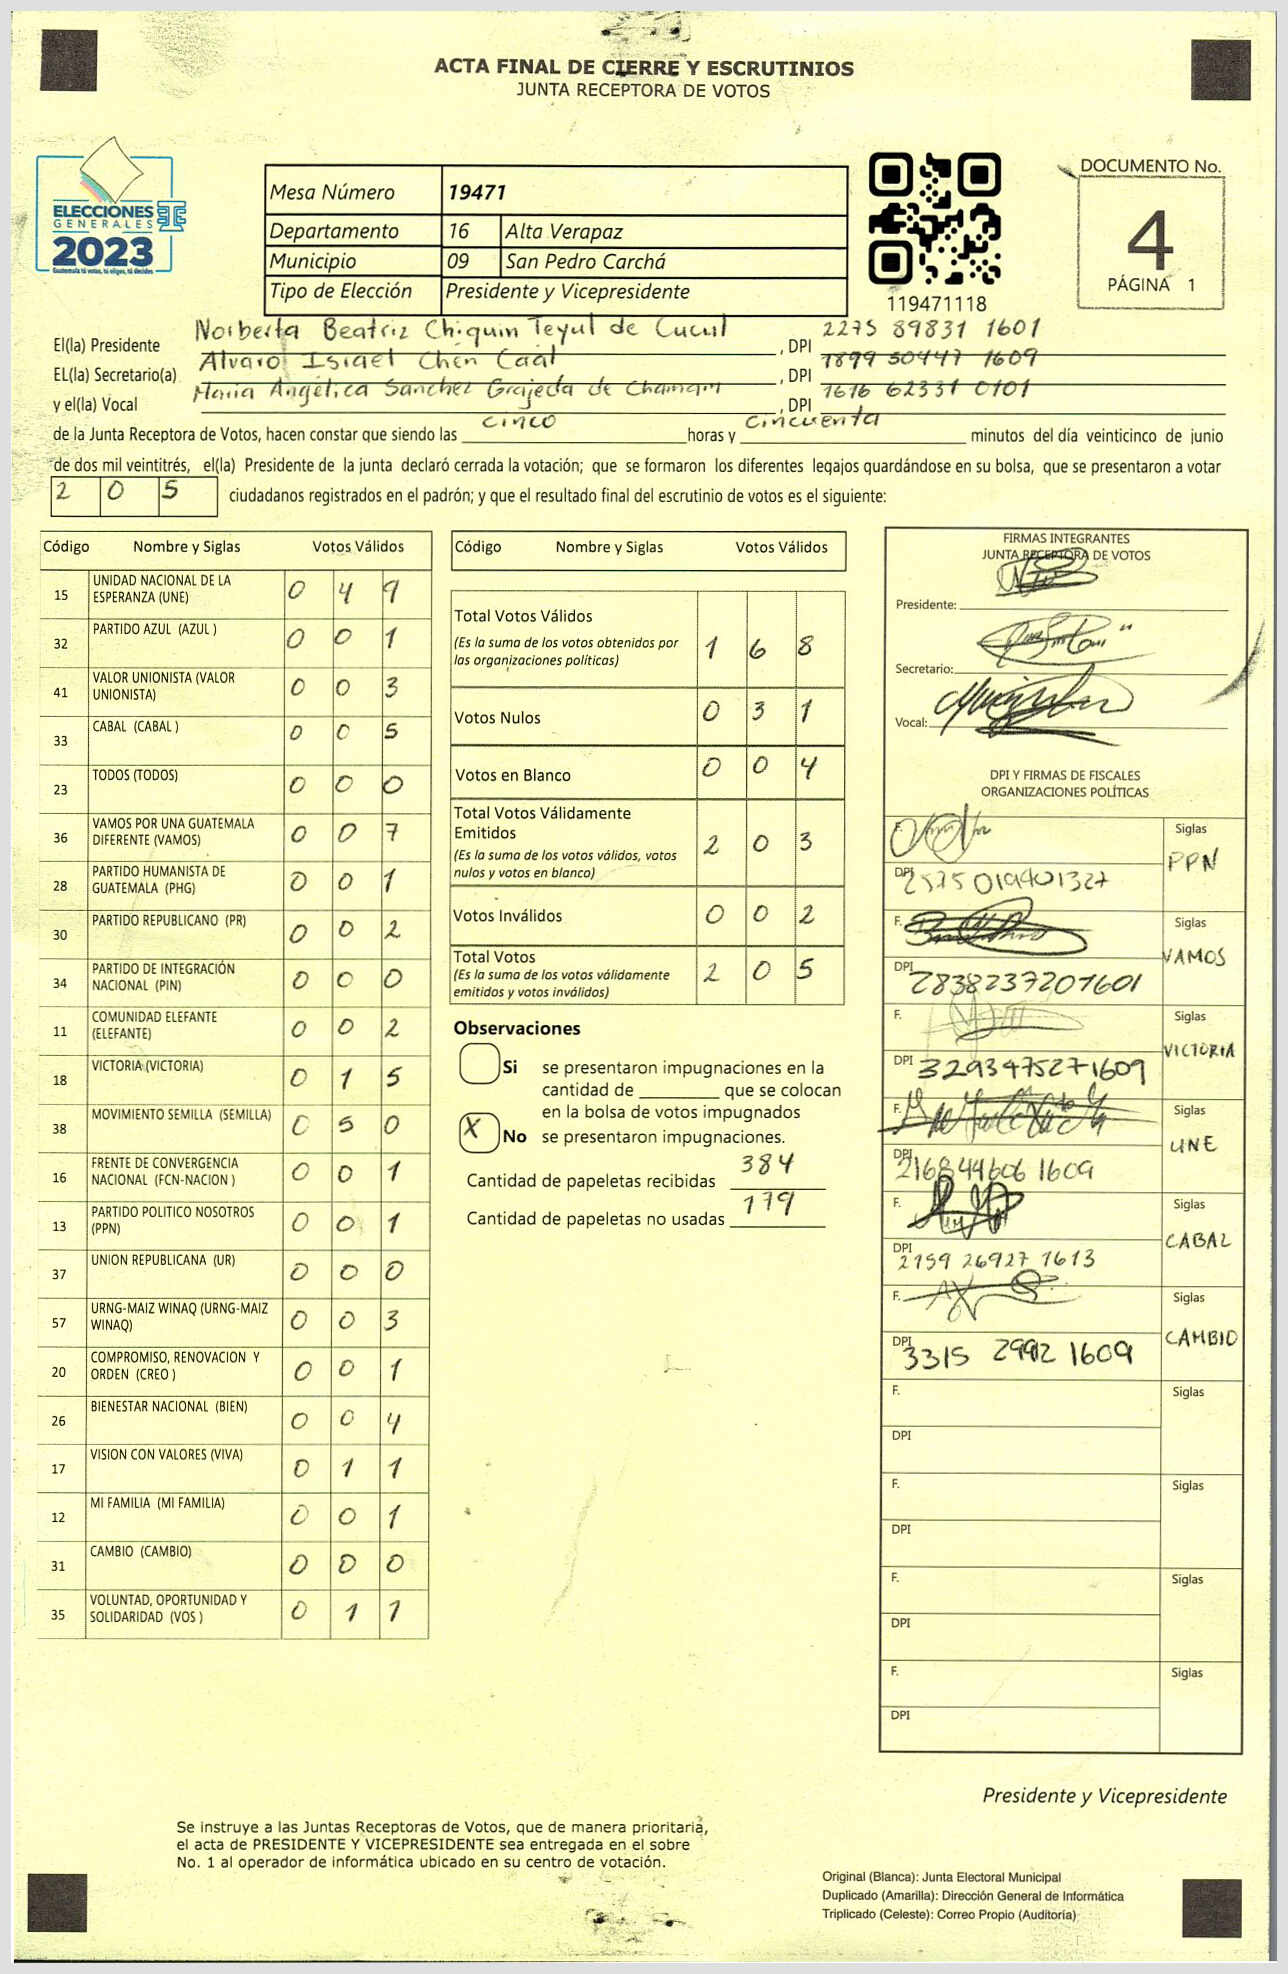 ACTA FINAL DE CIERRE Y ESCRUTINIOS
JUNTA RECEPTORA DE VOTOS
ELECCIONES
GENERALES
2023
Guatemala tú votas, tú eliges, tú decides
Mesa Número 19471
Departamento 16 Alta Verapaz
Municipio 09 San Pedro Carchá
Tipo de Elección Presidente y Vicepresidente
119471118
DOCUMENTO No.
4
PÁGINA 1
El(la) Presidente Norberta Beatriz Chiquin Teyul de Cucul, DPI 2275 89831 1601
EL(la) Secretario(a) Alvaro Israel Chen Caal, DPI 1899 50447 1609
y el(la) Vocal Maria Angelica Sanchez Grajeda de Chamam, DPI 1616 62331 0101
de la Junta Receptora de Votos, hacen constar que siendo las cinco horas y cincuenta minutos del día veinticinco de junio
de dos mil veintitrés, el(la) Presidente de la junta declaró cerrada la votación; que se formaron los diferentes legajos guardándose en su bolsa, que se presentaron a votar
2 0 5 ciudadanos registrados en el padrón; y que el resultado final del escrutinio de votos es el siguiente:
Código Nombre y Siglas Votos Válidos
15 UNIDAD NACIONAL DE LA ESPERANZA (UNE) 0 4 9
32 PARTIDO AZUL (AZUL ) 0 0 1
41 VALOR UNIONISTA (VALOR UNIONISTA) 0 0 3
33 CABAL (CABAL ) 0 0 5
23 TODOS (TODOS) 0 0 0
36 VAMOS POR UNA GUATEMALA DIFERENTE (VAMOS) 0 0 7
28 PARTIDO HUMANISTA DE GUATEMALA (PHG) 0 0 1
30 PARTIDO REPUBLICANO (PR) 0 0 2
34 PARTIDO DE INTEGRACIÓN NACIONAL (PIN) 0 0 0
11 COMUNIDAD ELEFANTE (ELEFANTE) 0 0 2
18 VICTORIA (VICTORIA) 0 1 5
38 MOVIMIENTO SEMILLA (SEMILLA) 0 5 0
16 FRENTE DE CONVERGENCIA NACIONAL (FCN-NACION ) 0 0 1
13 PARTIDO POLITICO NOSOTROS (PPN) 0 0 1
37 UNION REPUBLICANA (UR) 0 0 0
57 URNG-MAIZ WINAQ (URNG-MAIZ WINAQ) 0 0 3
20 COMPROMISO, RENOVACION Y ORDEN (CREO ) 0 0 1
26 BIENESTAR NACIONAL (BIEN) 0 0 4
17 VISION CON VALORES (VIVA) 0 1 1
12 MI FAMILIA (MI FAMILIA) 0 0 1
31 CAMBIO (CAMBIO) 0 0 0
35 VOLUNTAD, OPORTUNIDAD Y SOLIDARIDAD (VOS ) 0 1 1
Código Nombre y Siglas Votos Válidos
Total Votos Válidos 1 6 8
(Es la suma de los votos obtenidos por
las organizaciones políticas)
Votos Nulos 0 3 1
Votos en Blanco 0 0 4
Total Votos Válidamente
Emitidos 2 0 3
(Es la suma de los votos válidos, votos
nulos y votos en blanco)
Votos Inválidos 0 0 2
Total Votos 2 0 5
(Es la suma de los votos válidamente
emitidos y votos inválidos)
Observaciones
Si se presentaron impugnaciones en la
cantidad de ________ que se colocan
en la bolsa de votos impugnados
X No se presentaron impugnaciones.
Cantidad de papeletas recibidas 384
Cantidad de papeletas no usadas 179
FIRMAS INTEGRANTES
JUNTA RECEPTORA DE VOTOS
Presidente:
Secretario:
Vocal:
DPI Y FIRMAS DE FISCALES
ORGANIZACIONES POLÍTICAS
F. Siglas PPN
DPI 2575 019401327
F. Siglas VAMOS
DPI 2838237201601
F. Siglas VICTORIA
DPI 3293475271609
F. Siglas UNE
DPI 216844606 1609
F. Siglas CABAL
DPI 2159 26927 1613
F. Siglas CAMBIO
DPI 3315 2992 1609
F. Siglas
DPI
F. Siglas
DPI
F. Siglas
DPI
F. Siglas
DPI
Presidente y Vicepresidente
Se instruye a las Juntas Receptoras de Votos, que de manera prioritaria,
el acta de PRESIDENTE Y VICEPRESIDENTE sea entregada en el sobre
No. 1 al operador de informática ubicado en su centro de votación.
Original (Blanca): Junta Electoral Municipal
Duplicado (Amarilla): Dirección General de Informática
Triplicado (Celeste): Correo Propio (Auditoría)